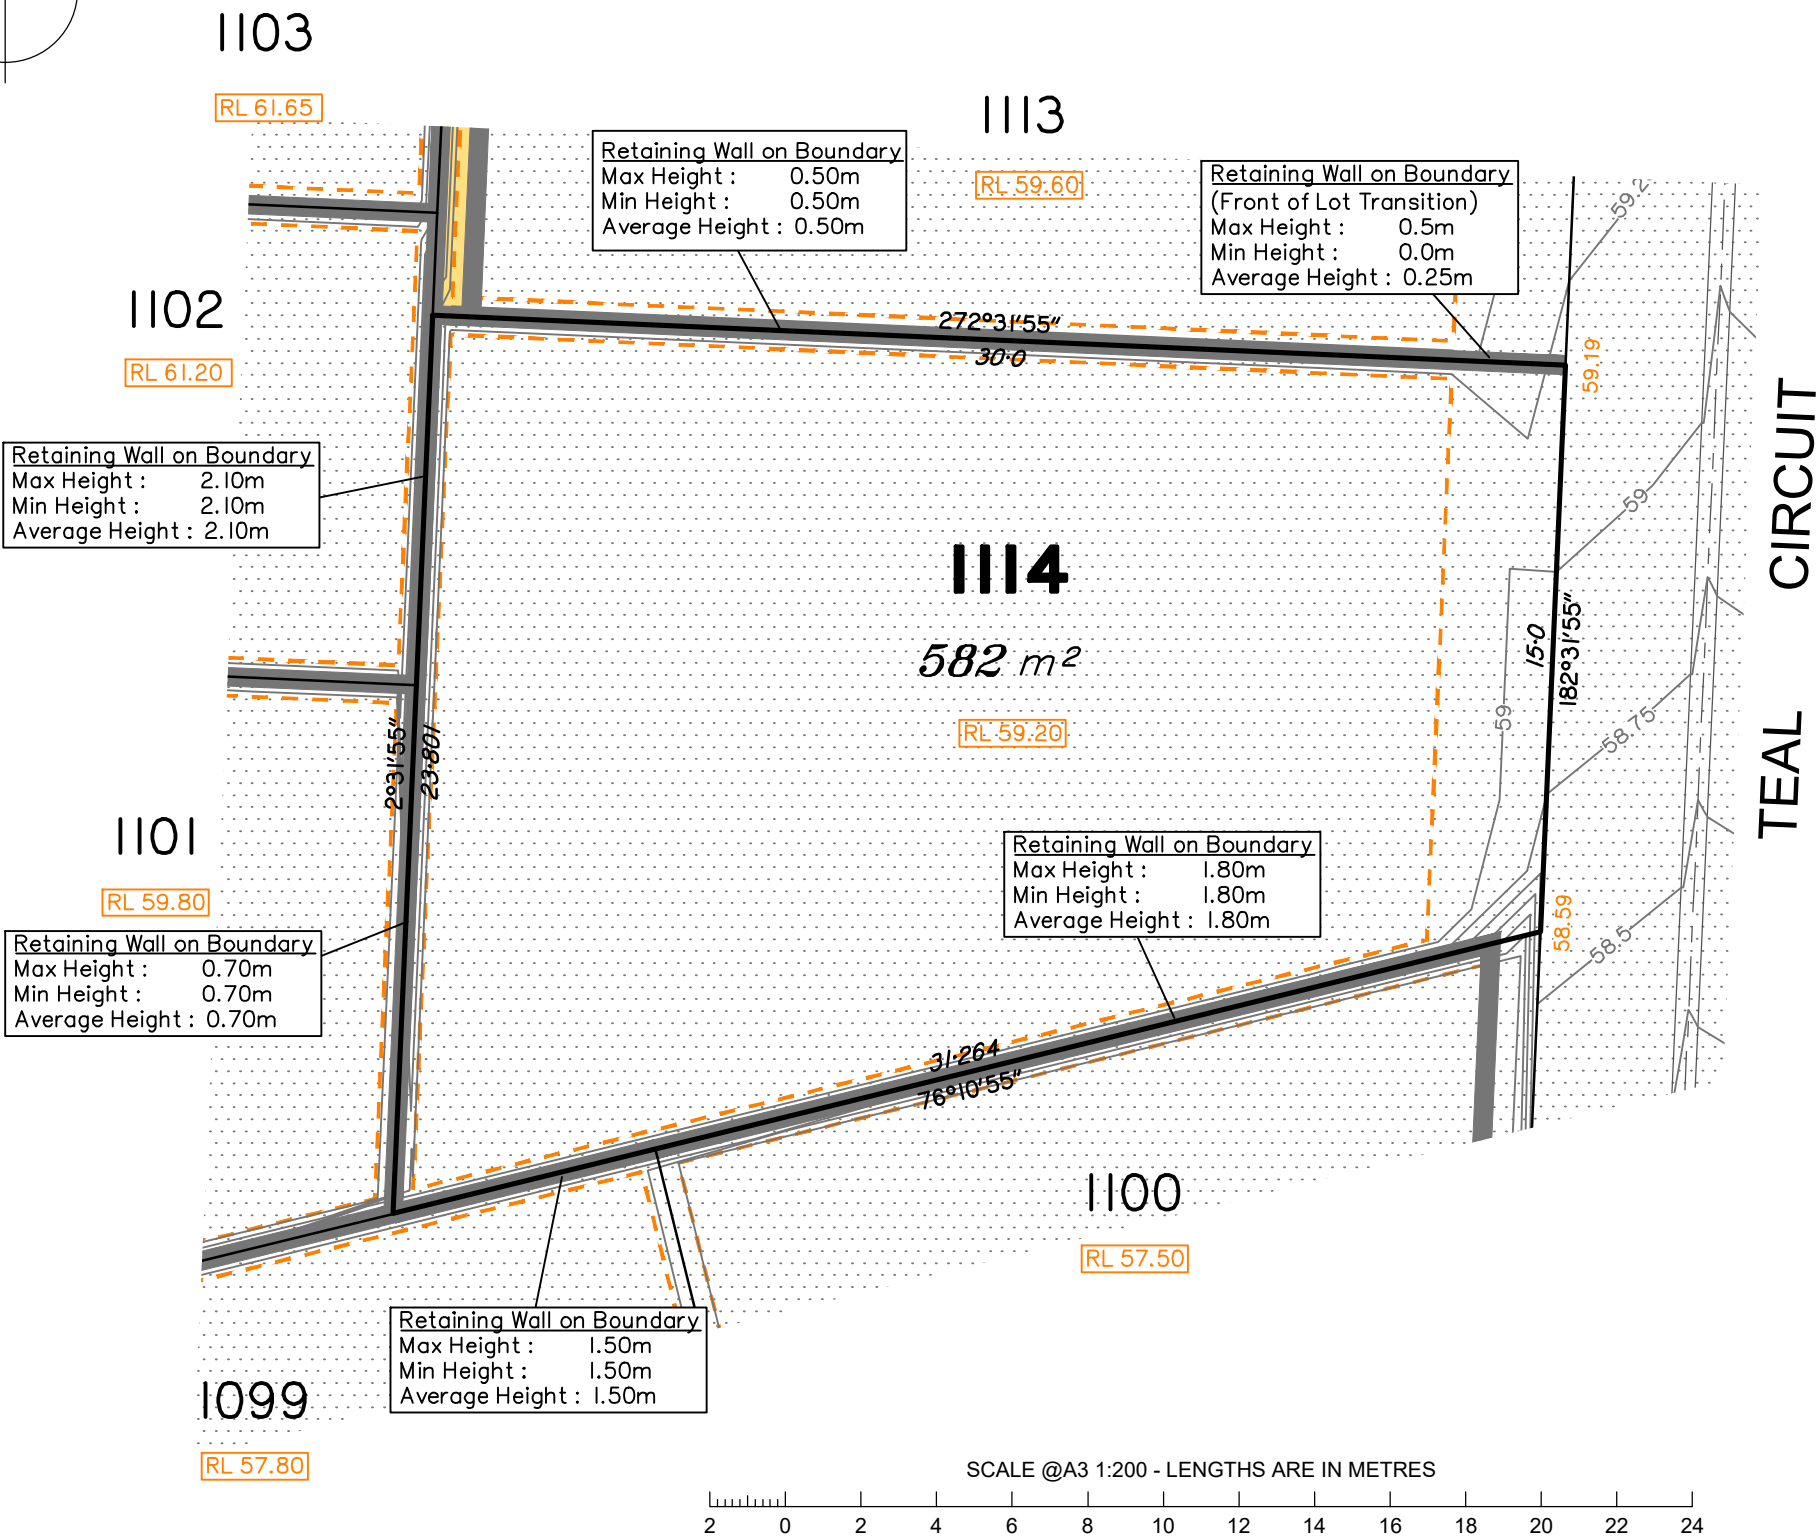 1103
RL 61.65
1113
RL 59.60
Retaining Wall on Boundary
Max Height : 0.50m
Min Height : 0.50m
Average Height : 0.50m
Retaining Wall on Boundary
(Front of Lot Transition)
Max Height : 0.5m
Min Height : 0.0m
Average Height : 0.25m
59.2
1102
RL 61.20
272°31'55"
30·0
59.19
Retaining Wall on Boundary
Max Height : 2.10m
Min Height : 2.10m
Average Height : 2.10m
59
1114
582 m²
RL 59.20
15·0
182°31'55"
59
58.75
TEAL CIRCUIT
2°31'55"
23·801
1101
RL 59.80
Retaining Wall on Boundary
Max Height : 1.80m
Min Height : 1.80m
Average Height : 1.80m
58.59
58.5
Retaining Wall on Boundary
Max Height : 0.70m
Min Height : 0.70m
Average Height : 0.70m
31·264
76°10'55"
1100
RL 57.50
Retaining Wall on Boundary
Max Height : 1.50m
Min Height : 1.50m
Average Height : 1.50m
1099
RL 57.80
SCALE @A3 1:200 - LENGTHS ARE IN METRES
2 0 2 4 6 8 10 12 14 16 18 20 22 24